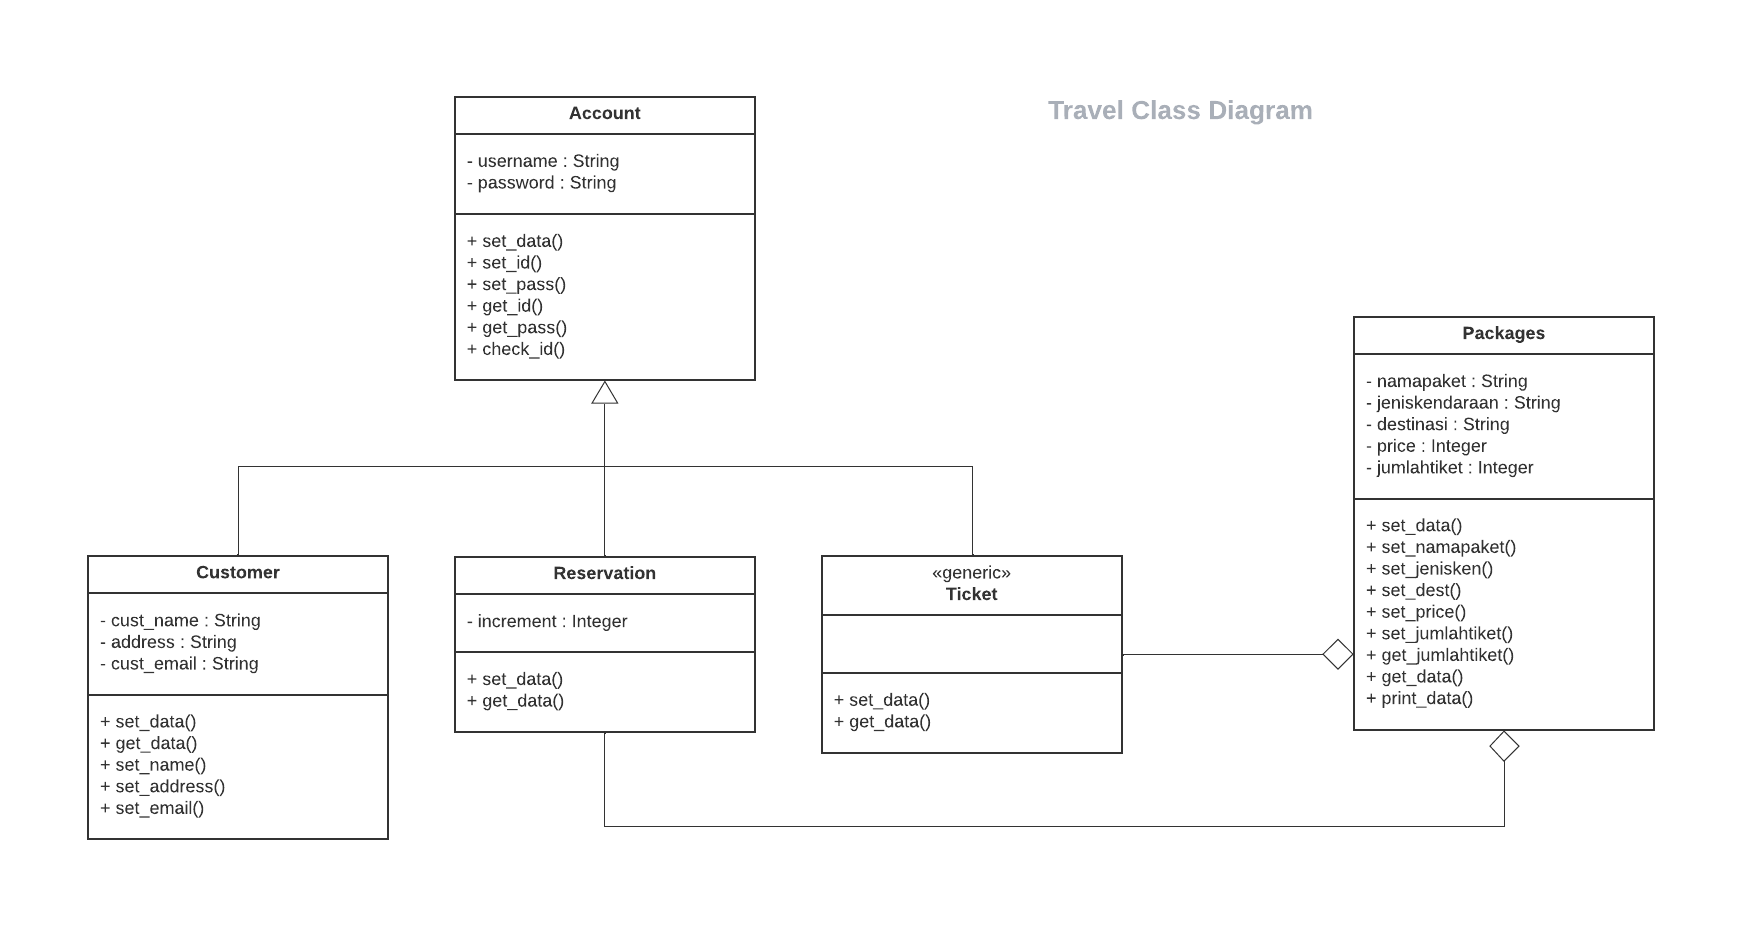 Travel Class Diagram
Account
- username : String
- password : String
+ set_data()
+ set_id()
+ set_pass()
+ get_id()
+ get_pass()
+ check_id()
Packages
- namapaket : String
- jeniskendaraan : String
- destinasi : String
- price : Integer
- jumlahtiket : Integer
+ set_data()
+ set_namapaket()
+ set_jenisken()
+ set_dest()
+ set_price()
+ set_jumlahtiket()
+ get_jumlahtiket()
+ get_data()
+ print_data()
Customer
- cust_name : String
- address : String
- cust_email : String
+ set_data()
+ get_data()
+ set_name()
+ set_address()
+ set_email()
Reservation
- increment : Integer
+ set_data()
+ get_data()
«generic»
Ticket
+ set_data()
+ get_data()